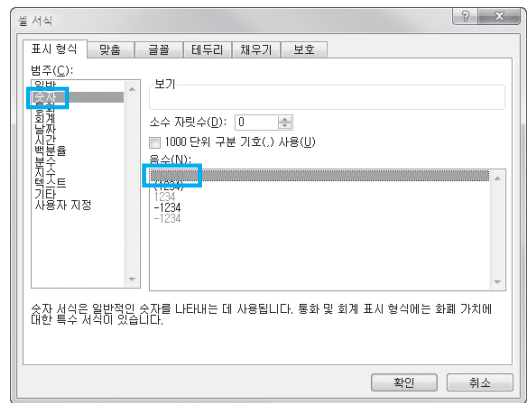 셀 서식
표시 형식 맞춤 글꼴 테두리 채우기 보호
범주(C):
일반
숫자
통화
회계
날짜
시간
백분율
분수
지수
텍스트
기타
사용자 지정
보기
소수 자릿수(D): 0
1000 단위 구분 기호(,) 사용(U)
음수(N):
(1234)
1234
-1234
-1234
숫자 서식은 일반적인 숫자를 나타내는 데 사용됩니다. 통화 및 회계 표시 형식에는 화폐 가치에
대한 특수 서식이 있습니다.
확인 취소